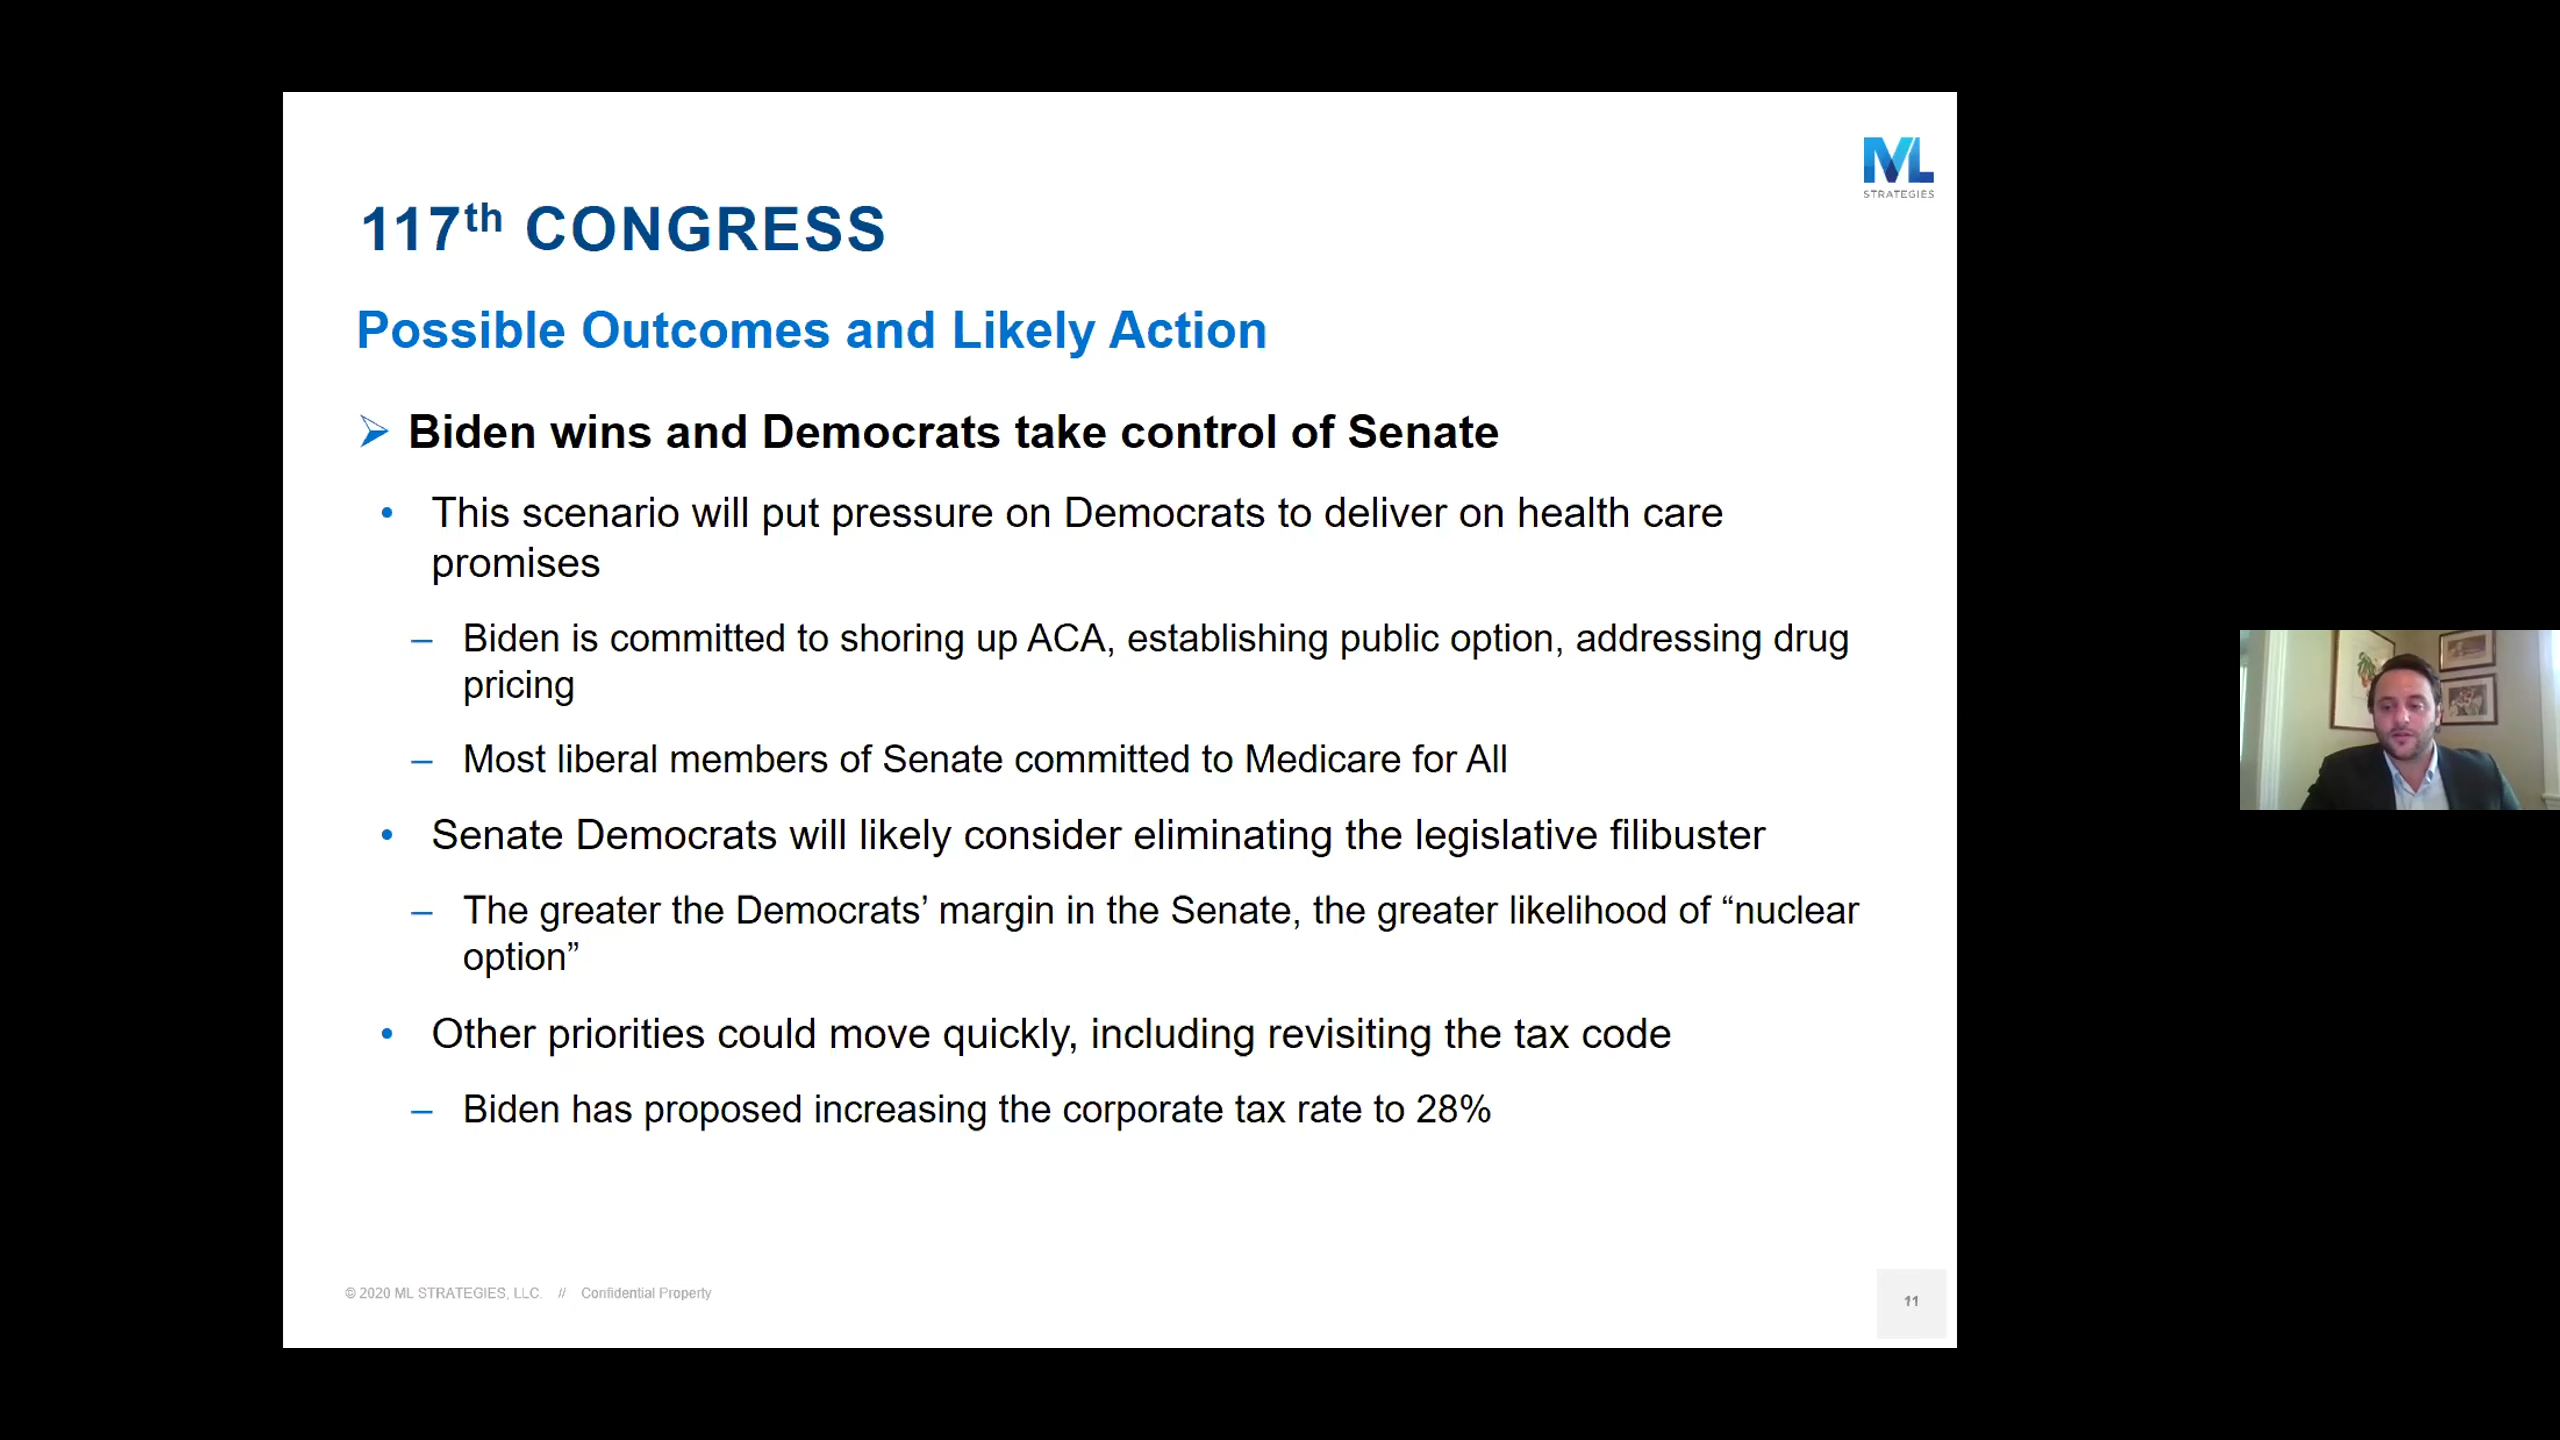 ML
STRATEGIES
117th CONGRESS
Possible Outcomes and Likely Action
➢ Biden wins and Democrats take control of Senate
• This scenario will put pressure on Democrats to deliver on health care
promises
– Biden is committed to shoring up ACA, establishing public option, addressing drug
pricing
– Most liberal members of Senate committed to Medicare for All
• Senate Democrats will likely consider eliminating the legislative filibuster
– The greater the Democrats’ margin in the Senate, the greater likelihood of “nuclear
option”
• Other priorities could move quickly, including revisiting the tax code
– Biden has proposed increasing the corporate tax rate to 28%
© 2020 ML STRATEGIES, LLC. // Confidential Property
11